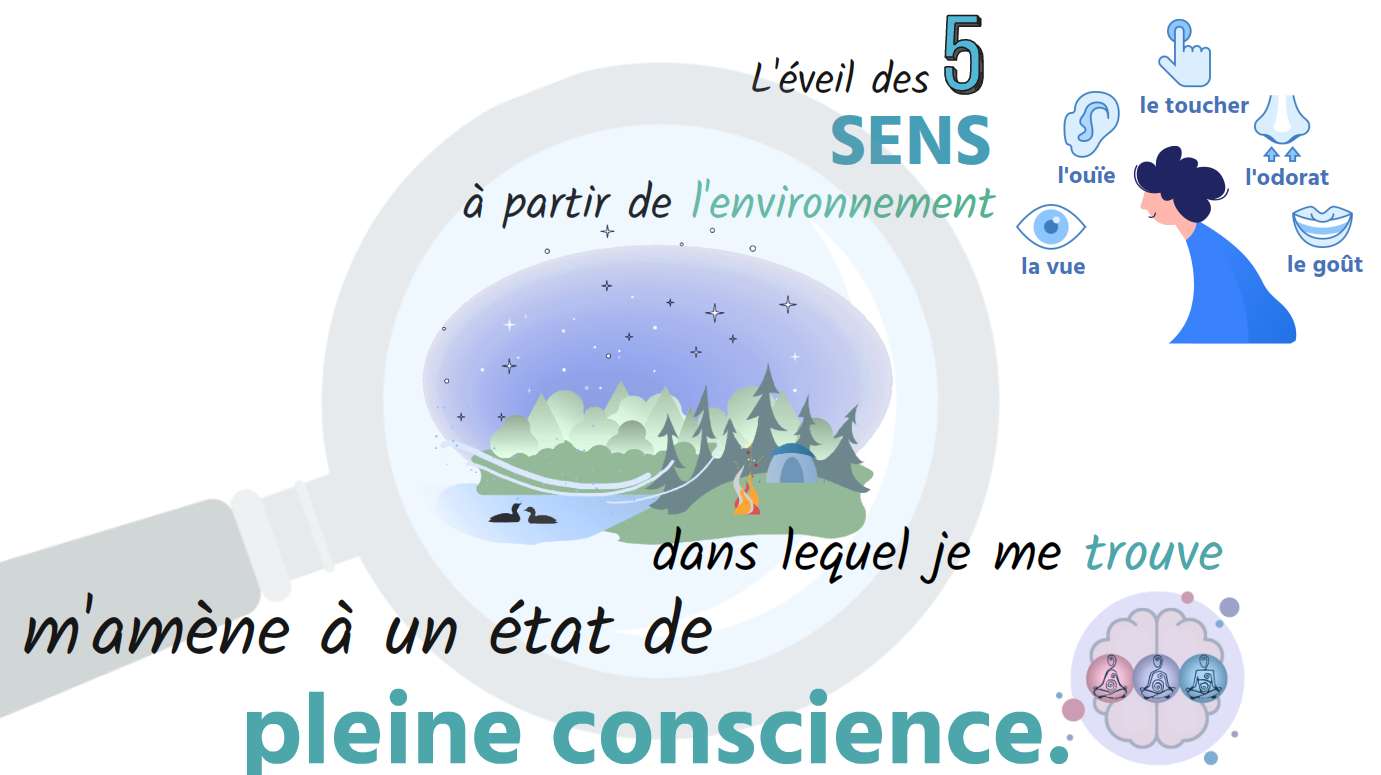 L'éveil des 5
SENS
à partir de l'environnement
le toucher
l'ouïe
l'odorat
la vue
le goût
dans lequel je me trouve
m'amène à un état de
pleine conscience.